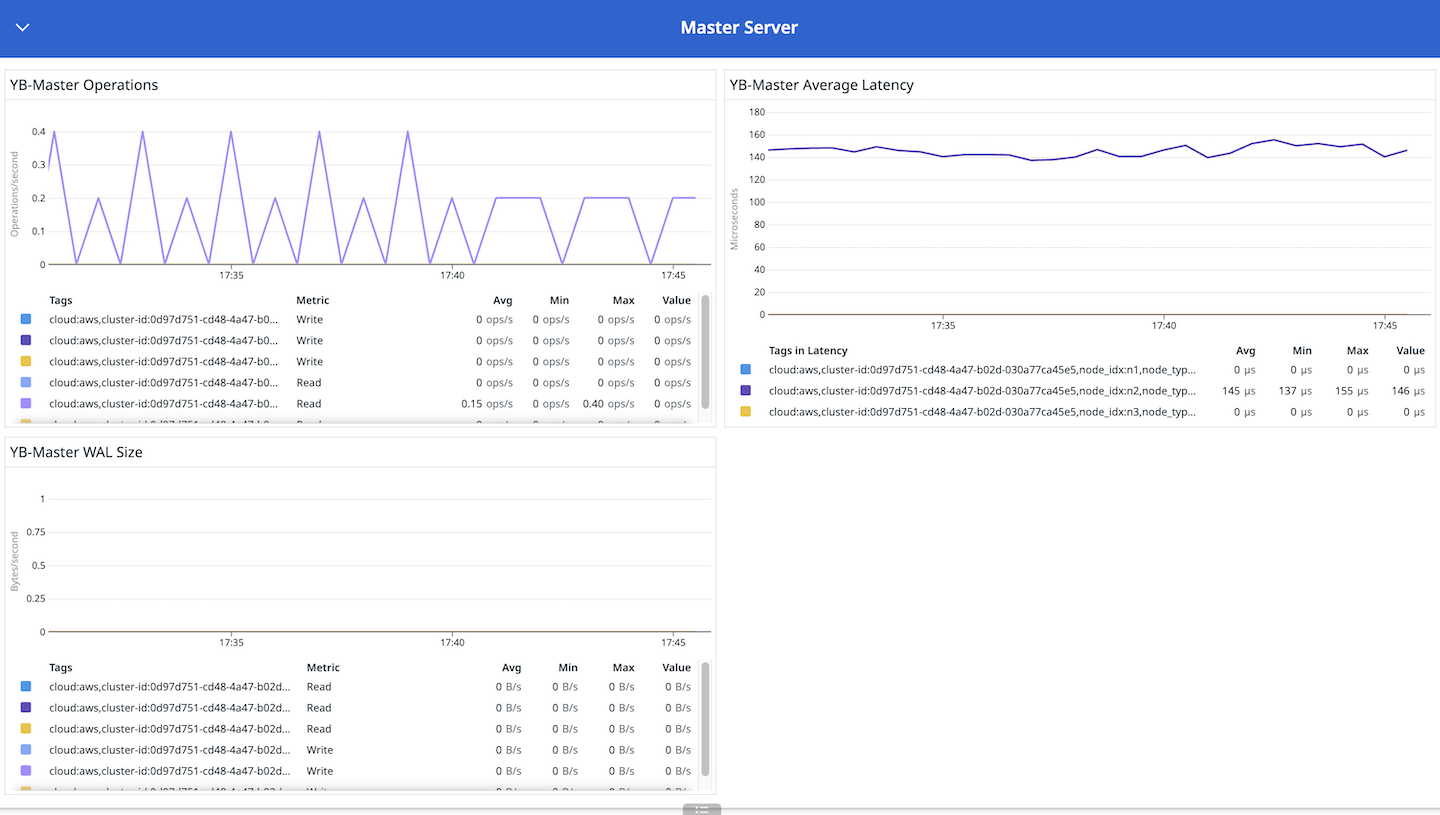 Master Server
YB-Master Operations
Operations/second
0.4
0.3
0.2
0.1
0
17:35 17:40 17:45
Tags Metric Avg Min Max Value
cloud:aws,cluster-id:0d97d751-cd48-4a47-b0... Write 0 ops/s 0 ops/s 0 ops/s 0 ops/s
cloud:aws,cluster-id:0d97d751-cd48-4a47-b0... Write 0 ops/s 0 ops/s 0 ops/s 0 ops/s
cloud:aws,cluster-id:0d97d751-cd48-4a47-b0... Write 0 ops/s 0 ops/s 0 ops/s 0 ops/s
cloud:aws,cluster-id:0d97d751-cd48-4a47-b0... Read 0 ops/s 0 ops/s 0 ops/s 0 ops/s
cloud:aws,cluster-id:0d97d751-cd48-4a47-b0... Read 0.15 ops/s 0 ops/s 0.40 ops/s 0 ops/s
YB-Master Average Latency
Microseconds
180
160
140
120
100
80
60
40
20
0
17:35 17:40 17:45
Tags in Latency Avg Min Max Value
cloud:aws,cluster-id:0d97d751-cd48-4a47-b02d-030a77ca45e5,node_idx:n1,node_typ... 0 µs 0 µs 0 µs 0 µs
cloud:aws,cluster-id:0d97d751-cd48-4a47-b02d-030a77ca45e5,node_idx:n2,node_typ... 145 µs 137 µs 155 µs 146 µs
cloud:aws,cluster-id:0d97d751-cd48-4a47-b02d-030a77ca45e5,node_idx:n3,node_typ... 0 µs 0 µs 0 µs 0 µs
YB-Master WAL Size
Bytes/second
1
0.75
0.5
0.25
0
17:35 17:40 17:45
Tags Metric Avg Min Max Value
cloud:aws,cluster-id:0d97d751-cd48-4a47-b02d... Read 0 B/s 0 B/s 0 B/s 0 B/s
cloud:aws,cluster-id:0d97d751-cd48-4a47-b02d... Read 0 B/s 0 B/s 0 B/s 0 B/s
cloud:aws,cluster-id:0d97d751-cd48-4a47-b02d... Read 0 B/s 0 B/s 0 B/s 0 B/s
cloud:aws,cluster-id:0d97d751-cd48-4a47-b02d... Write 0 B/s 0 B/s 0 B/s 0 B/s
cloud:aws,cluster-id:0d97d751-cd48-4a47-b02d... Write 0 B/s 0 B/s 0 B/s 0 B/s